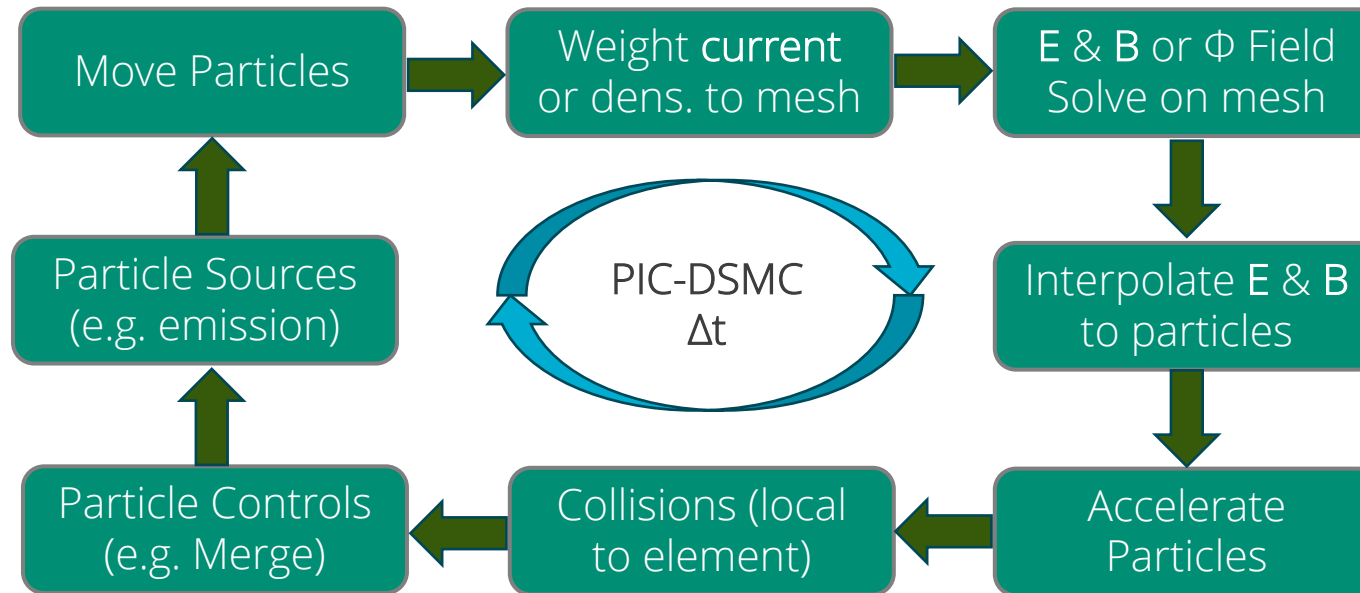 Move Particles
Weight current
or dens. to mesh
E & B or Φ Field
Solve on mesh
Particle Sources
(e.g. emission)
PIC-DSMC
Δt
Interpolate E & B
to particles
Particle Controls
(e.g. Merge)
Collisions (local
to element)
Accelerate
Particles